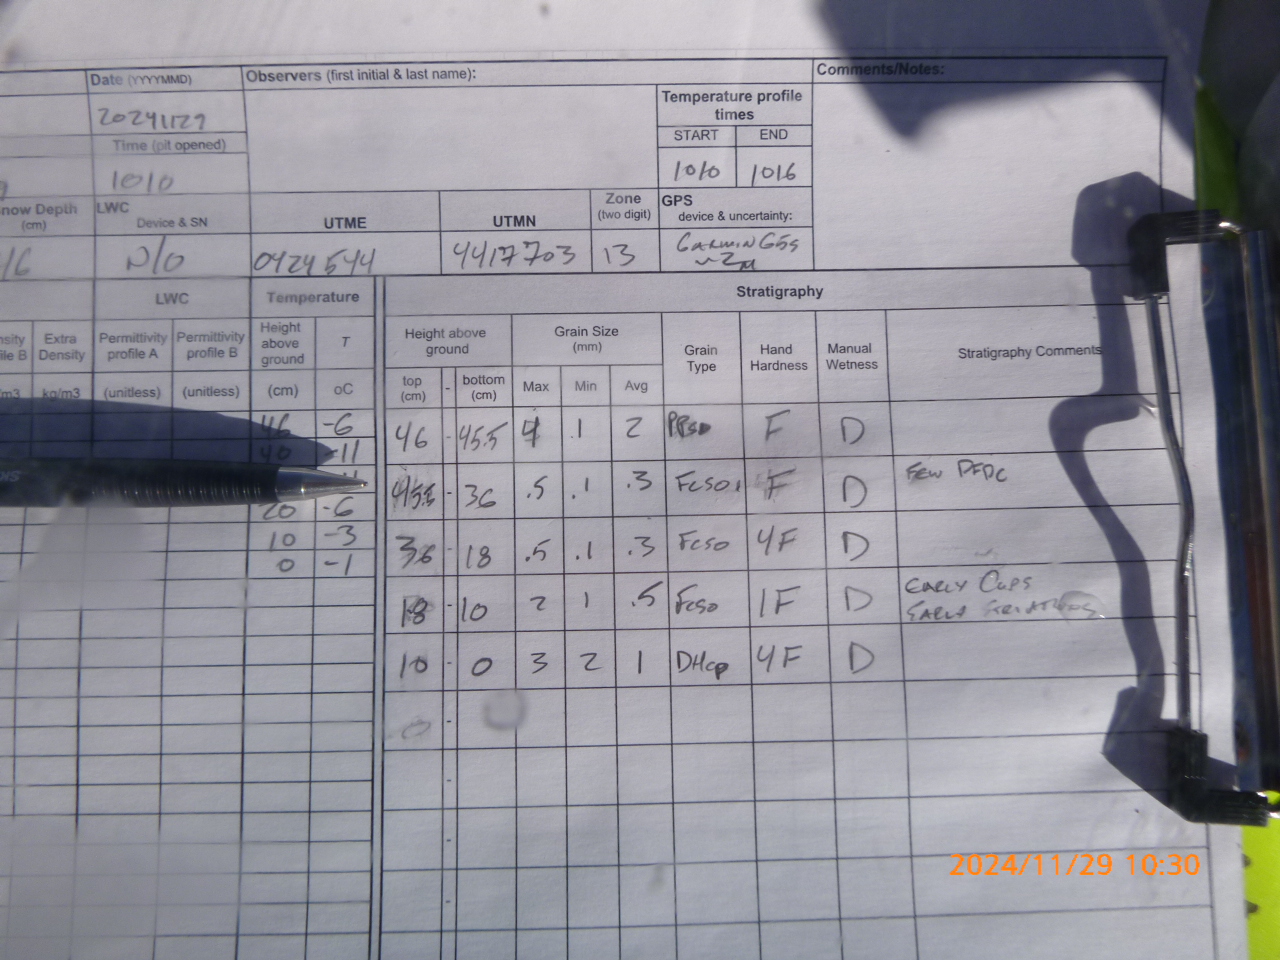 Date (YYYYMMDD) Observers (first initial & last name): Comments/Notes:
20241129 Temperature profile times
Time (pit opened) START END
1010 1010 1016
now Depth (cm) LWC Device & SN UTME UTMN Zone (two digit) GPS device & uncertainty:
16 N/O 0424544 4417703 13 GARMIN G5s ~2m
LWC Temperature Stratigraphy
nsity ile B Extra Density Permittivity profile A Permittivity profile B Height above ground T Height above ground Grain Size (mm) Grain Type Hand Hardness Manual Wetness Stratigraphy Comments
/m3 kg/m3 (unitless) (unitless) (cm) oC top (cm) - bottom (cm) Max Min Avg
46 -6
40 -11
20 -6
10 -3
0 -1
46 - 45.5 4 .1 2 F D
45.5 - 36 .5 .1 .3 FCso F D FEW DFDC
36 - 18 .5 .1 .3 FCso 4F D
18 - 10 2 1 .5 FCso 1F D EARLY CUPS EARLY STRIATIONS
10 - 0 3 2 1 DHcp 4F D
0 -
-
-
-
-
2024/11/29 10:30